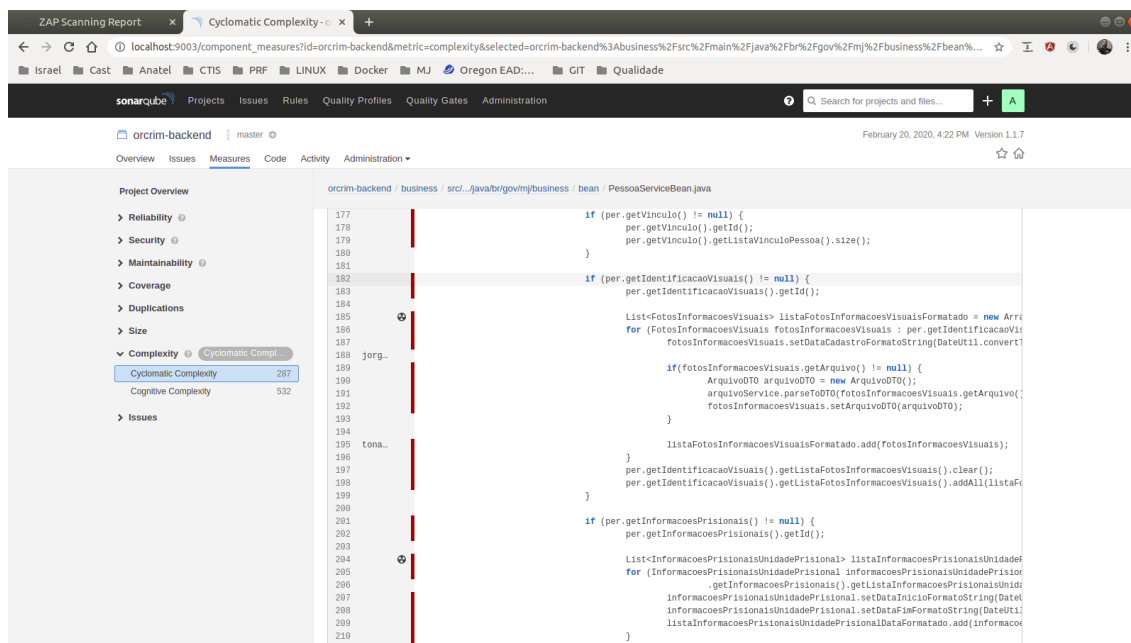 ZAP Scanning Report × Cyclomatic Complexity - o × +
localhost:9003/component_measures?id=orcrim-backend&metric=complexity&selected=orcrim-backend%3Abusiness%2Fsrc%2Fmain%2Fjava%2Fbr%2Fgov%2Fmj%2Fbusiness%2Fbean%...
Israel Cast Anatel CTIS PRF LINUX Docker MJ Oregon EAD:... GIT Qualidade
sonarqube Projects Issues Rules Quality Profiles Quality Gates Administration ? Search for projects and files... + A
orcrim-backend master February 20, 2020, 4:22 PM Version 1.1.7
Overview Issues Measures Code Activity Administration
Project Overview
Reliability
Security
Maintainability
Coverage
Duplications
Size
Complexity Cyclomatic Compl...
Cyclomatic Complexity 287
Cognitive Complexity 532
Issues
orcrim-backend / business / src/.../java/br/gov/mj/business / bean / PessoaServiceBean.java
177 if (per.getVinculo() != null) {
178 per.getVinculo().getId();
179 per.getVinculo().getListaVinculoPessoa().size();
180 }
181
182 if (per.getIdentificacaoVisuais() != null) {
183 per.getIdentificacaoVisuais().getId();
184
185 List<FotosInformacoesVisuais> listaFotosInformacoesVisuaisFormatado = new Arra
186 for (FotosInformacoesVisuais fotosInformacoesVisuais : per.getIdentificacaoVis
187 fotosInformacoesVisuais.setDataCadastroFormatoString(DateUtil.convertT
188 jorg…
189 if(fotosInformacoesVisuais.getArquivo() != null) {
190 ArquivoDTO arquivoDTO = new ArquivoDTO();
191 arquivoService.parseToDTO(fotosInformacoesVisuais.getArquivo()
192 fotosInformacoesVisuais.setArquivoDTO(arquivoDTO);
193 }
194
195 tona… listaFotosInformacoesVisuaisFormatado.add(fotosInformacoesVisuais);
196 }
197 per.getIdentificacaoVisuais().getListaFotosInformacoesVisuais().clear();
198 per.getIdentificacaoVisuais().getListaFotosInformacoesVisuais().addAll(listaFo
199 }
200
201 if (per.getInformacoesPrisionais() != null) {
202 per.getInformacoesPrisionais().getId();
203
204 List<InformacoesPrisionaisUnidadePrisional> listaInformacoesPrisionaisUnidadeP
205 for (InformacoesPrisionaisUnidadePrisional informacoesPrisionaisUnidadePrision
206 .getInformacoesPrisionais().getListaInformacoesPrisionaisUnida
207 informacoesPrisionaisUnidadePrisional.setDataInicioFormatoString(DateU
208 informacoesPrisionaisUnidadePrisional.setDataFimFormatoString(DateUtil
209 listaInformacoesPrisionaisUnidadePrisionalDataFormatado.add(informacoe
210 }